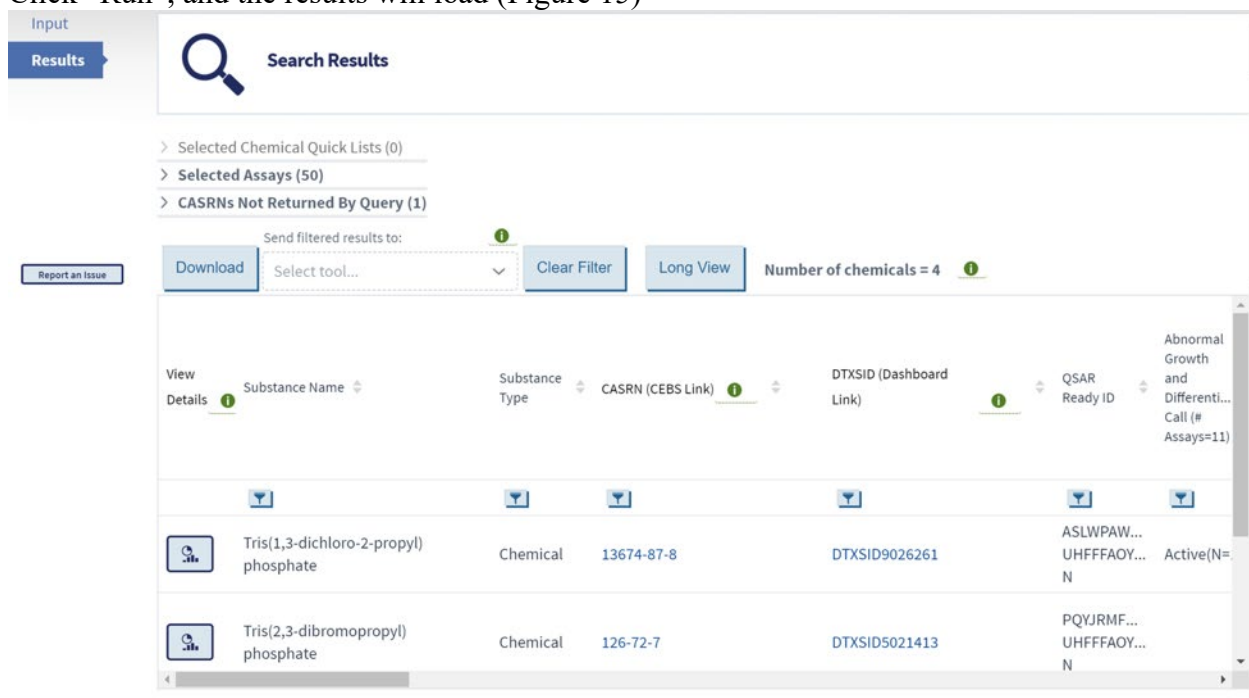 Click “Run”, and the results will load (Figure 15)
Input
Results
Search Results
Selected Chemical Quick Lists (0)
Selected Assays (50)
CASRNs Not Returned By Query (1)
Report an Issue
Send filtered results to:
Download
Select tool...
Clear Filter
Long View
Number of chemicals = 4
View
Details
Substance Name
Substance
Type
CASRN (CEBS Link)
DTXSID (Dashboard
Link)
QSAR
Ready ID
Abnormal
Growth
and
Differenti...
Call (#
Assays=11)
Tris(1,3-dichloro-2-propyl)
phosphate
Chemical
13674-87-8
DTXSID9026261
ASLWPAW...
UHFFFAOY...
N
Active(N=
Tris(2,3-dibromopropyl)
phosphate
Chemical
126-72-7
DTXSID5021413
PQYJRMF...
UHFFFAOY...
N